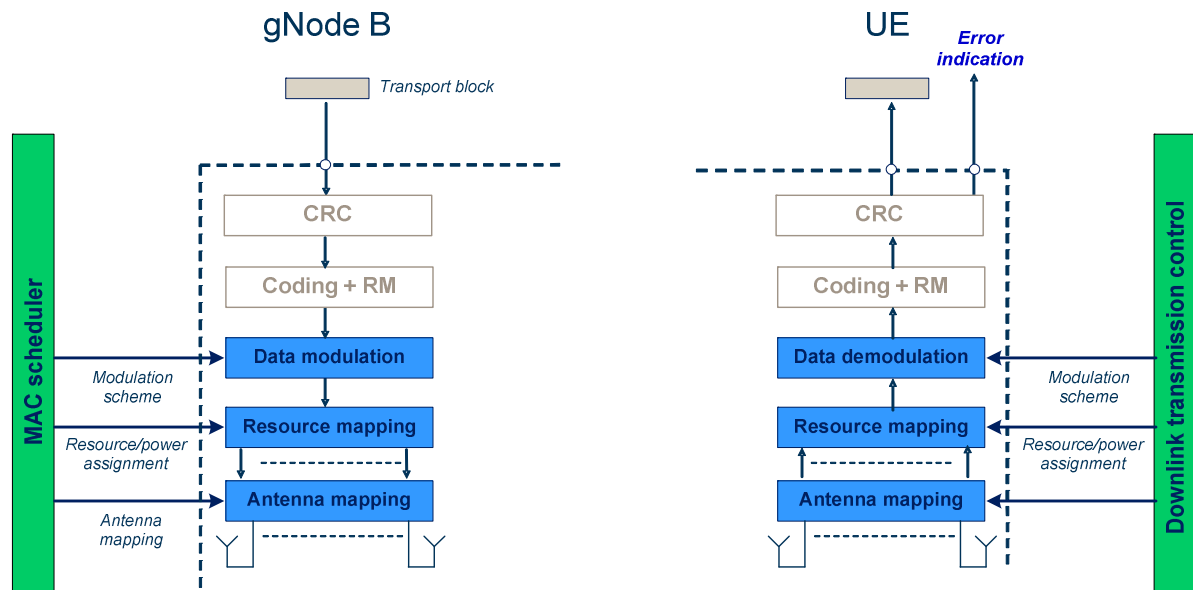 gNode B
UE
Error
indication
Transport block
CRC
CRC
Coding + RM
Coding + RM
MAC scheduler
Data modulation
Data demodulation
Downlink transmission control
Modulation
scheme
Modulation
scheme
Resource mapping
Resource mapping
Resource/power
assignment
Resource/power
assignment
Antenna mapping
Antenna mapping
Antenna
mapping